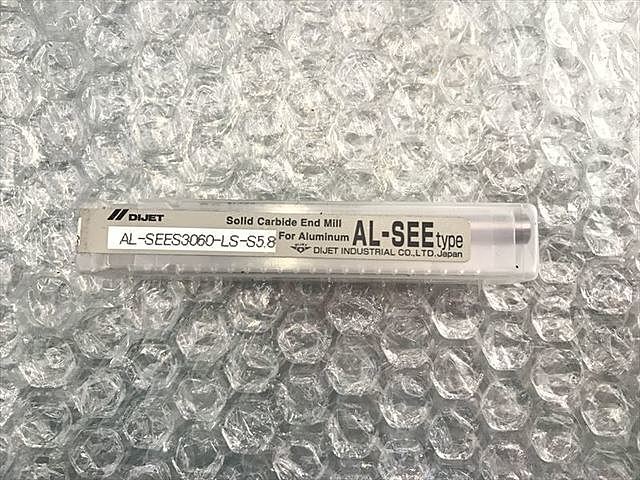 DIJET
Solid Carbide End Mill
For Aluminum
AL-SEE type
AL-SEES3060-LS-S5.8
DIJET INDUSTRIAL CO.,LTD. Japan